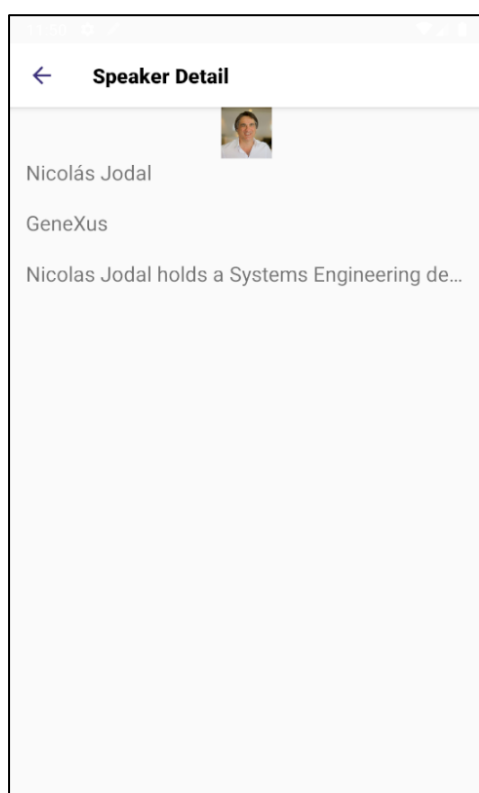 Speaker Detail
Nicolás Jodal
GeneXus
Nicolas Jodal holds a Systems Engineering de...